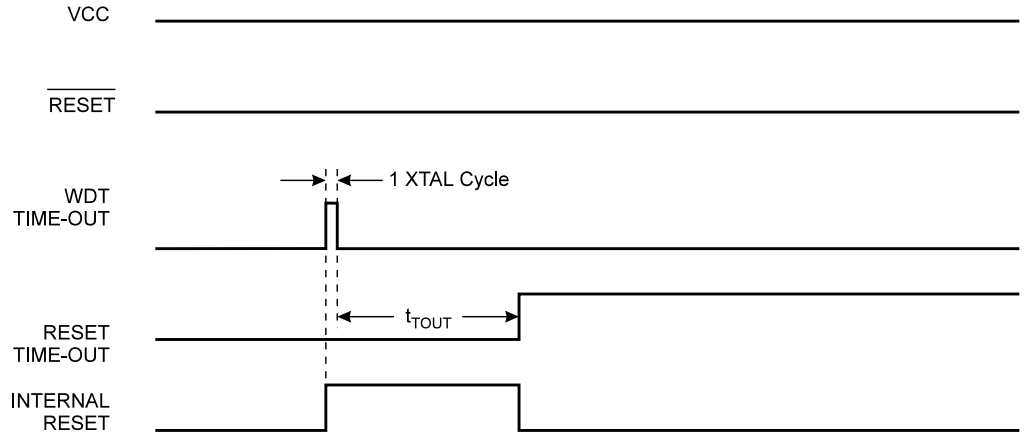 VCC
RESET
1 XTAL Cycle
WDT
TIME-OUT
tTOUT
RESET
TIME-OUT
INTERNAL
RESET